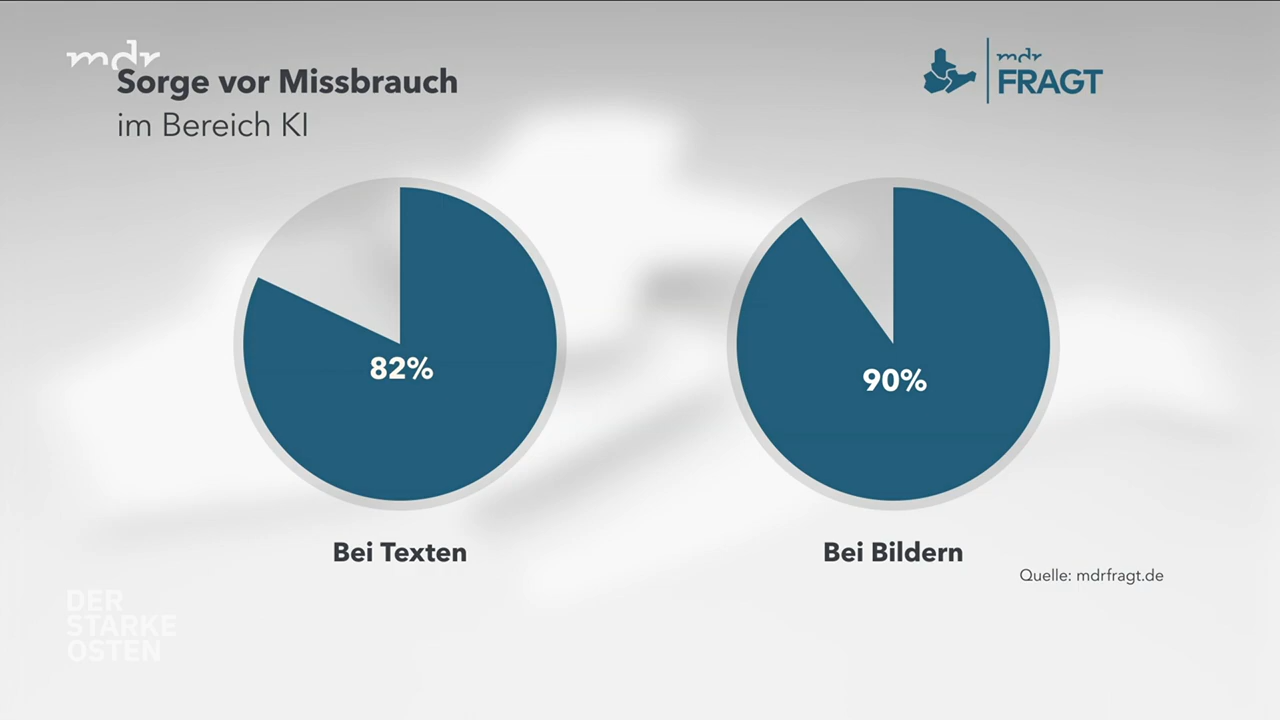 mdr
Sorge vor Missbrauch
im Bereich KI
mdr
FRAGT
82%
90%
Bei Texten
Bei Bildern
Quelle: mdrfragt.de
DER
STARKE
OSTEN